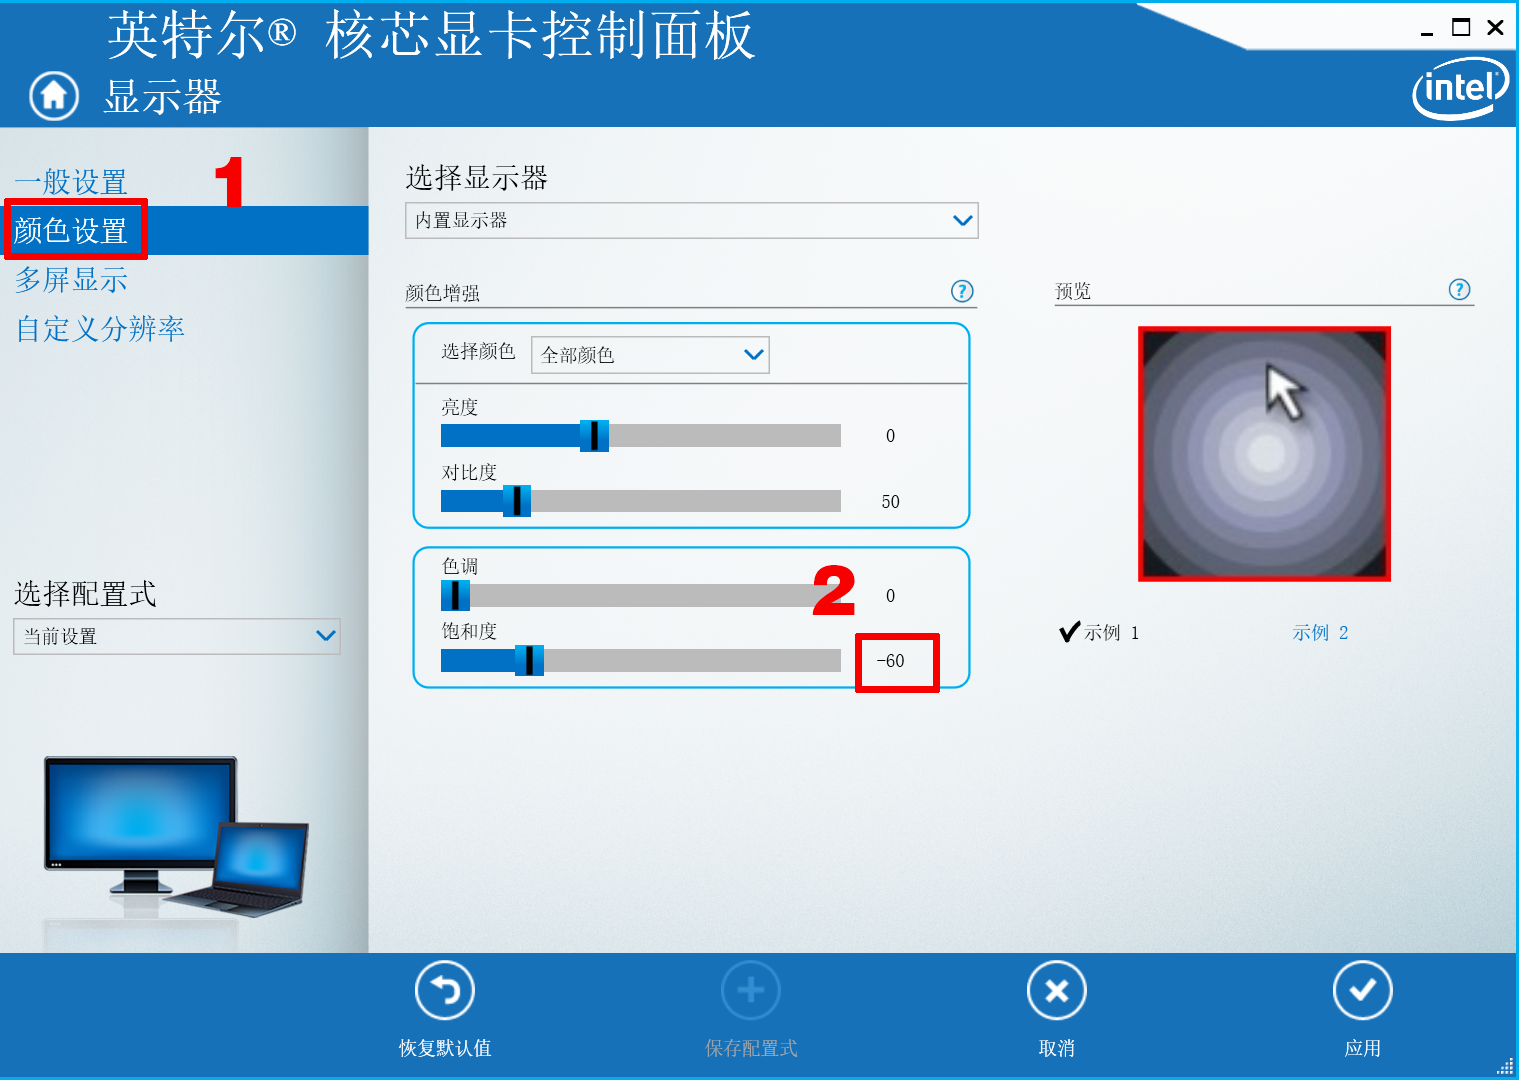 英特尔® 核芯显卡控制面板
显示器
intel
一般设置
1
颜色设置
多屏显示
自定义分辨率
选择显示器
内置显示器
颜色增强
?
预览
?
选择颜色
全部颜色
亮度
0
对比度
50
色调
2
0
饱和度
-60
✔示例 1
示例 2
选择配置式
当前设置
恢复默认值
保存配置式
取消
应用